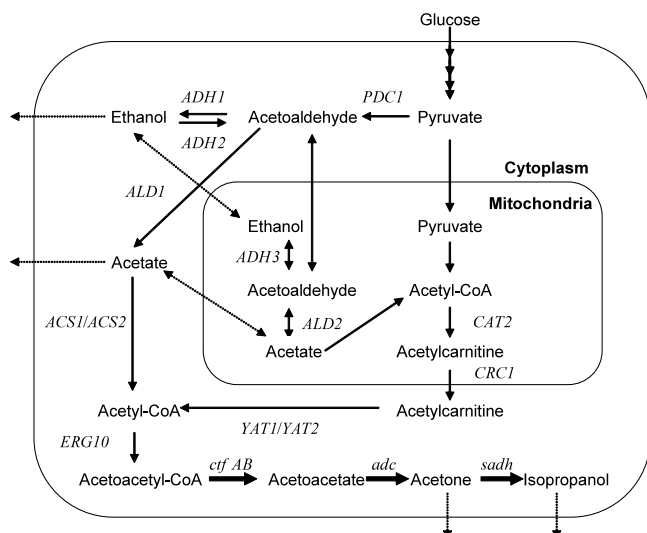 Glucose
ADH1
PDC1
Ethanol
Acetoaldehyde
Pyruvate
ADH2
Cytoplasm
ALD1
Mitochondria
Ethanol
Pyruvate
ADH3
Acetate
Acetoaldehyde
Acetyl-CoA
ACS1/ACS2
ALD2
CAT2
Acetate
Acetylcarnitine
CRC1
Acetyl-CoA
Acetylcarnitine
YAT1/YAT2
ERG10
ctf AB
adc
sadh
Acetoacetyl-CoA
Acetoacetate
Acetone
Isopropanol